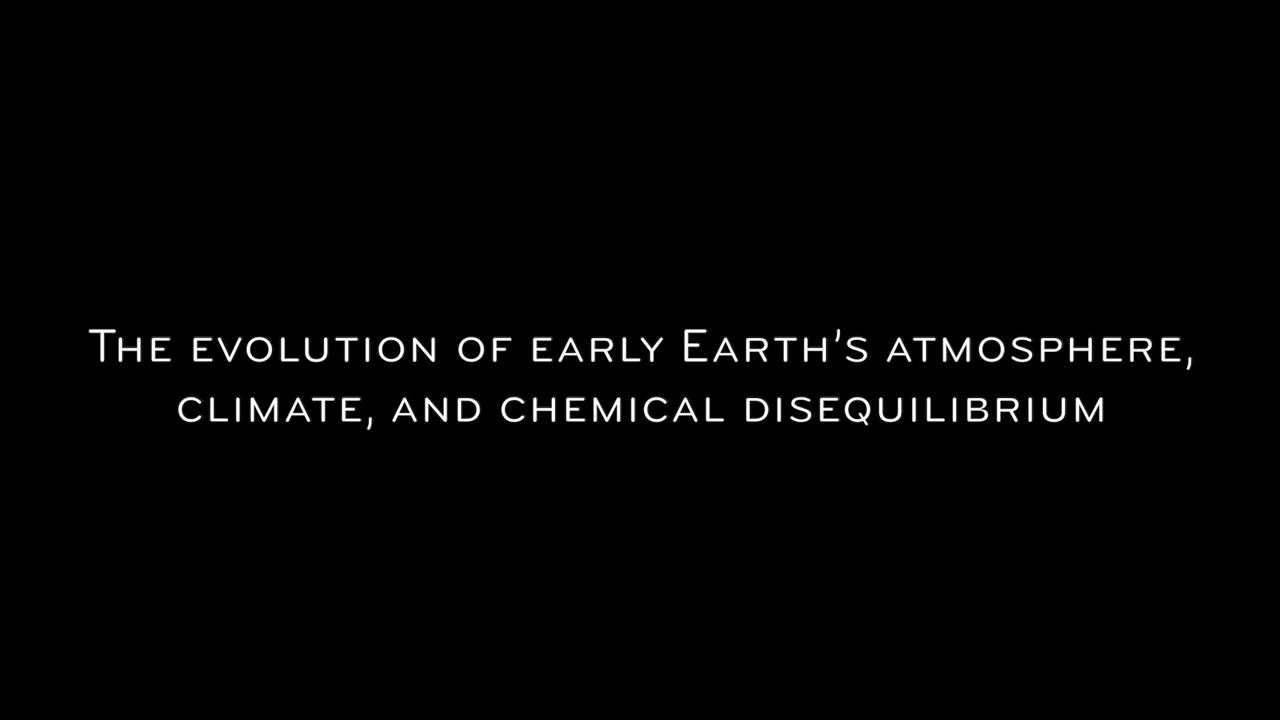 The evolution of early Earth's atmosphere,
climate, and chemical disequilibrium